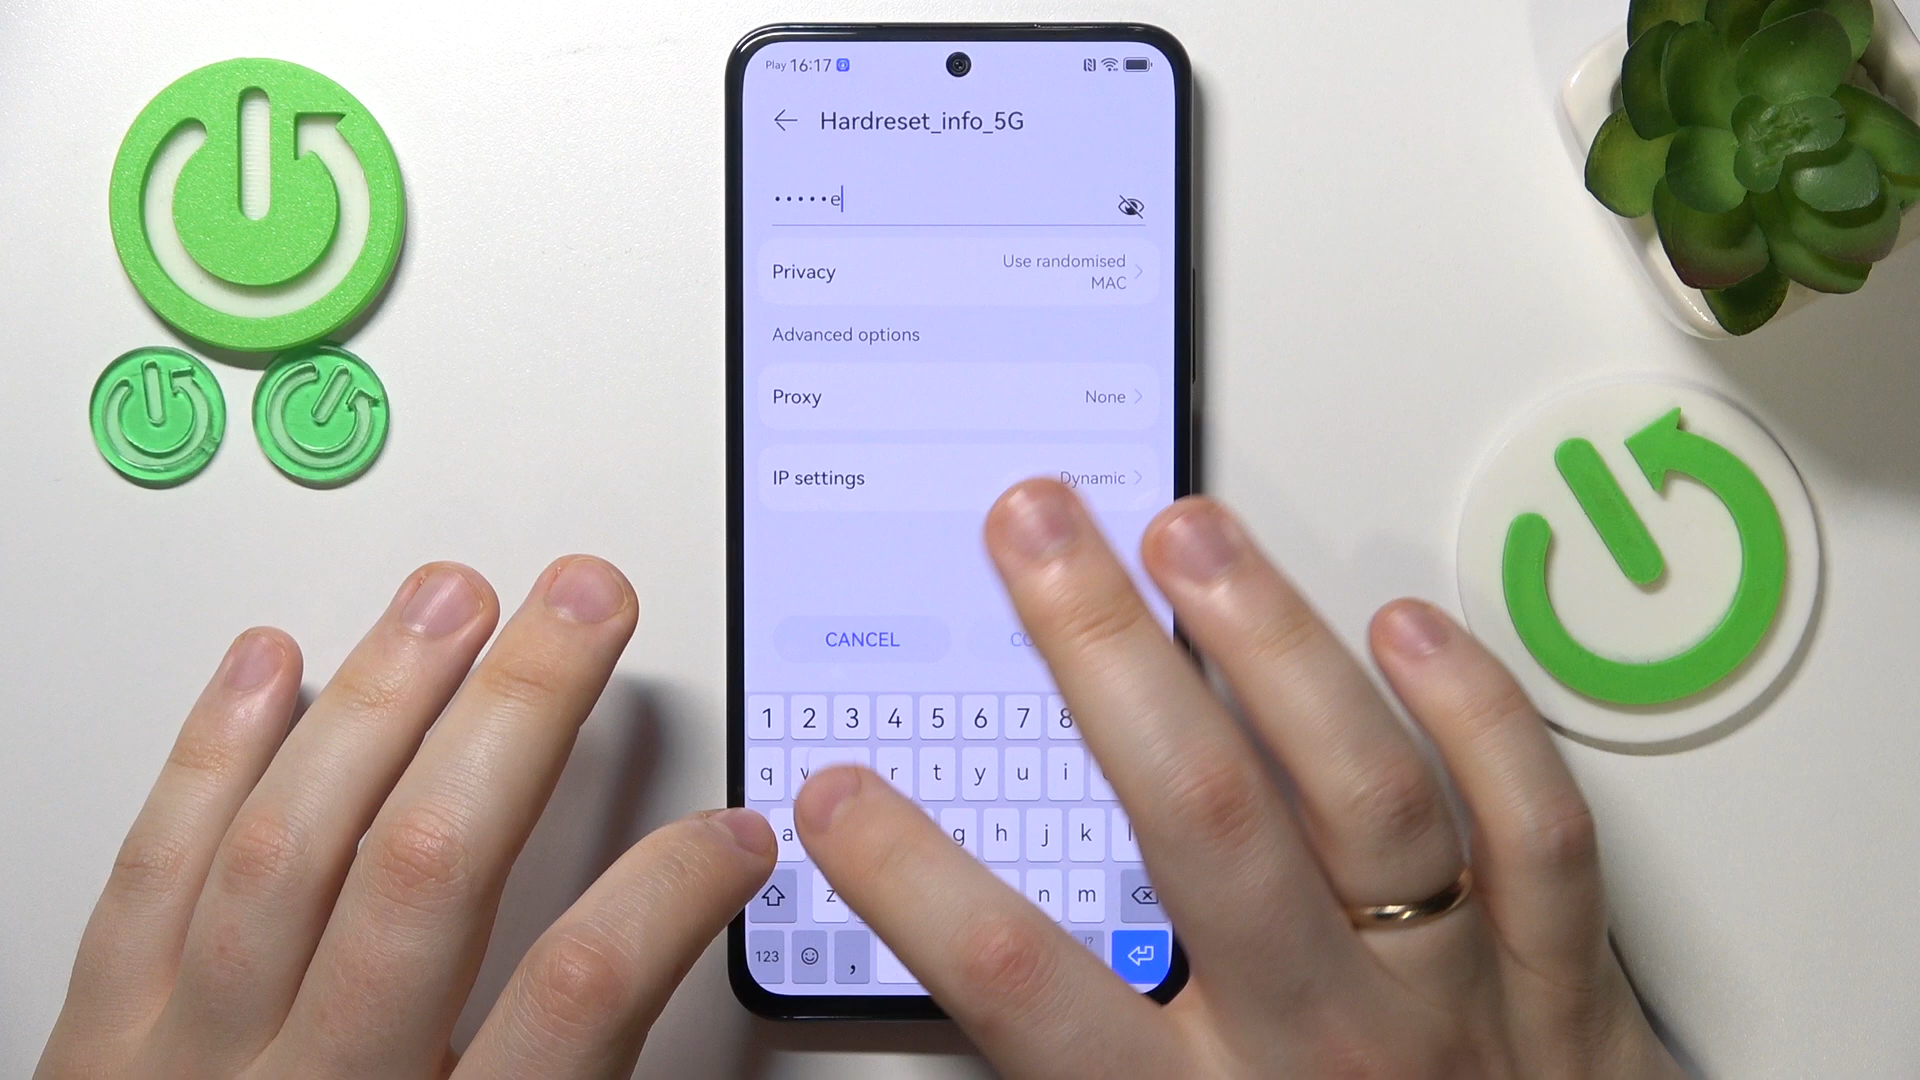 Play 16:17
Hardreset_info_5G
•••••e
Privacy
Use randomised
MAC
Advanced options
Proxy
None
IP settings
Dynamic
CANCEL
1 2 3 4 5 6 7 8
q r t y u i
a g h j k
z n m
123 , !?